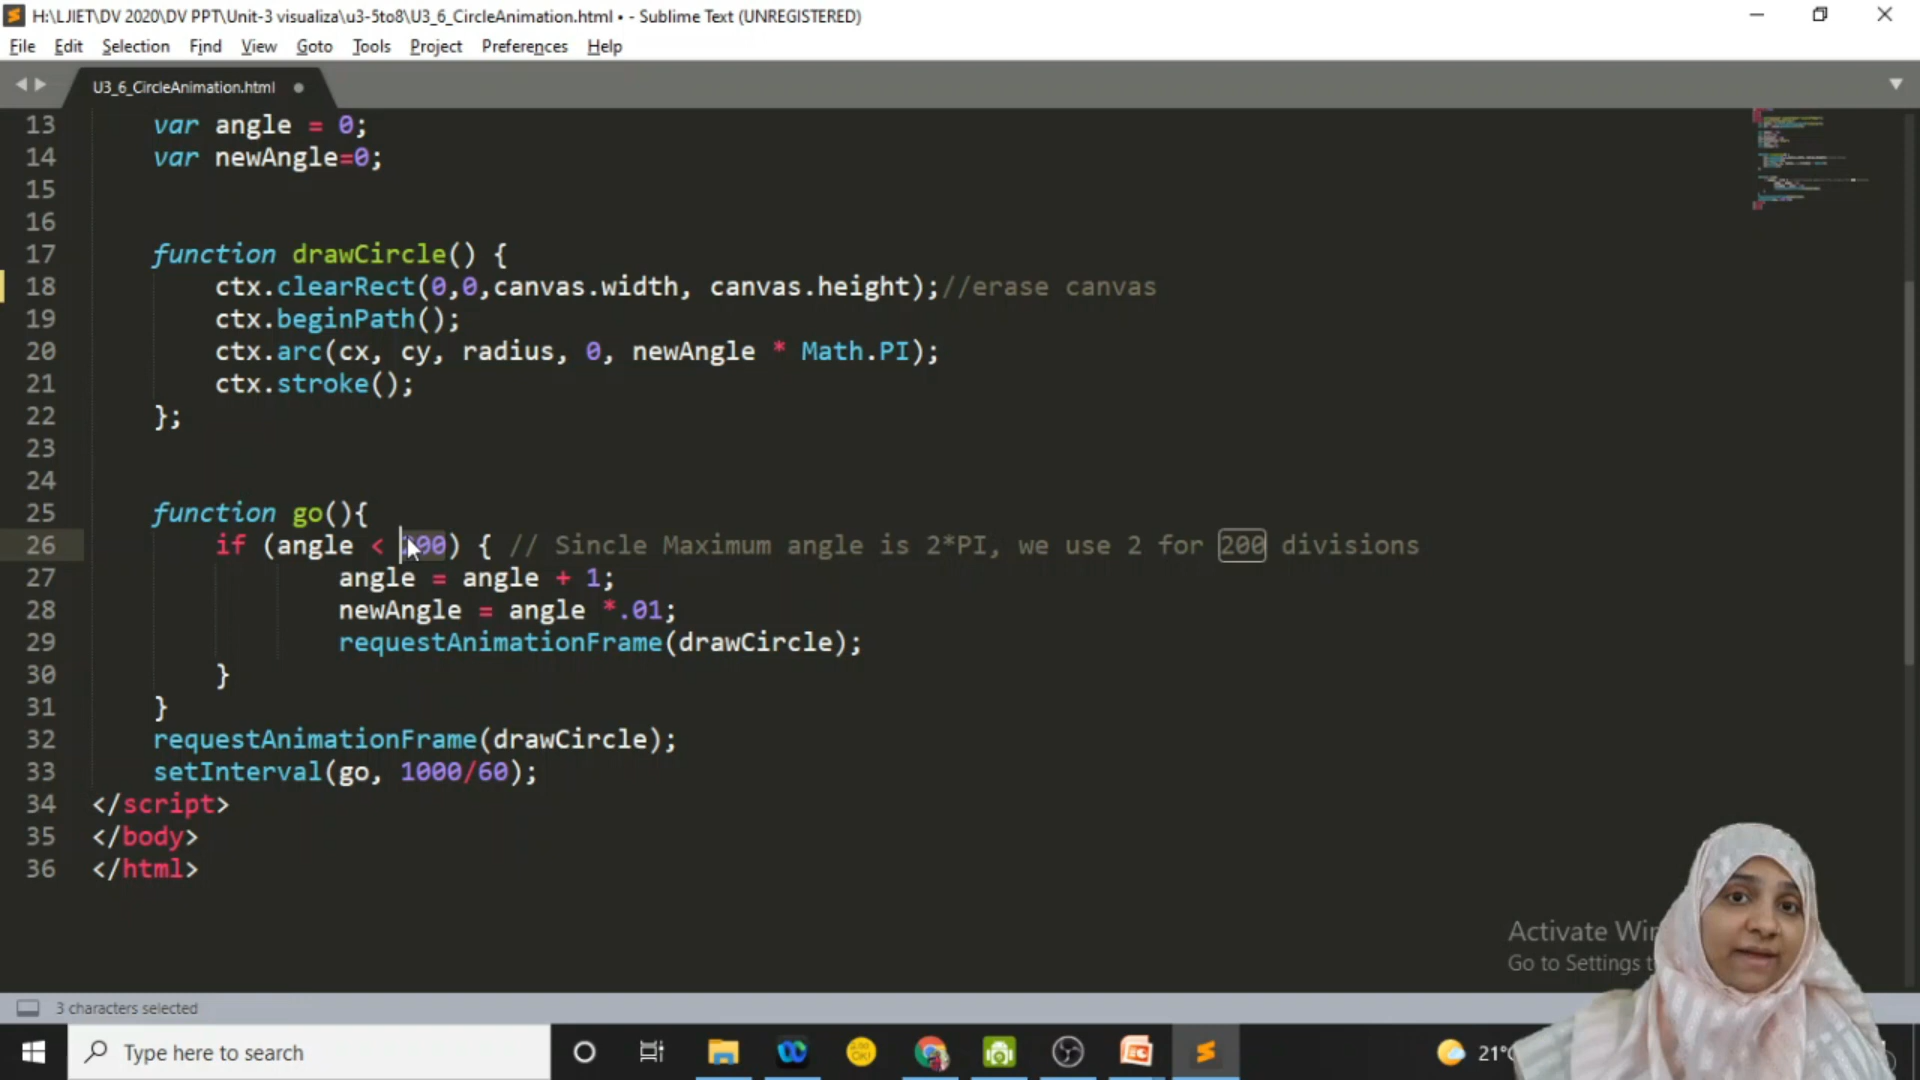 H:\LJIET\DV 2020\DV PPT\Unit-3 visualiza\u3-5to8\U3_6_CircleAnimation.html • - Sublime Text (UNREGISTERED)
File Edit Selection Find View Goto Tools Project Preferences Help
U3_6_CircleAnimation.html
13 var angle = 0;
14 var newAngle=0;
15
16
17 function drawCircle() {
18 ctx.clearRect(0,0,canvas.width, canvas.height);//erase canvas
19 ctx.beginPath();
20 ctx.arc(cx, cy, radius, 0, newAngle * Math.PI);
21 ctx.stroke();
22 };
23
24
25 function go(){
26 if (angle < 200) { // Sincle Maximum angle is 2*PI, we use 2 for 200 divisions
27 angle = angle + 1;
28 newAngle = angle *.01;
29 requestAnimationFrame(drawCircle);
30 }
31 }
32 requestAnimationFrame(drawCircle);
33 setInterval(go, 1000/60);
34 </script>
35 </body>
36 </html>
Activate
Go to Settings
3 characters selected
Type here to search
21°